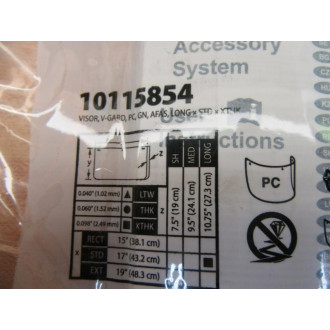 Accessory
System
10115854
VISOR, V-GARD, PC, GN, AFAS, LONG x STD x XTHK
x
Y
z
SH
MED
LONG
0.040" (1.02 mm) LTW
0.060" (1.52 mm) THK z
0.098" (2.49 mm) XTHK
7.5" (19 cm)
9.5" (24.1 cm)
10.75" (27.3 cm)
RECT 15" (38.1 cm)
x STD 17" (43.2 cm)
EXT 19" (48.3 cm)
PC